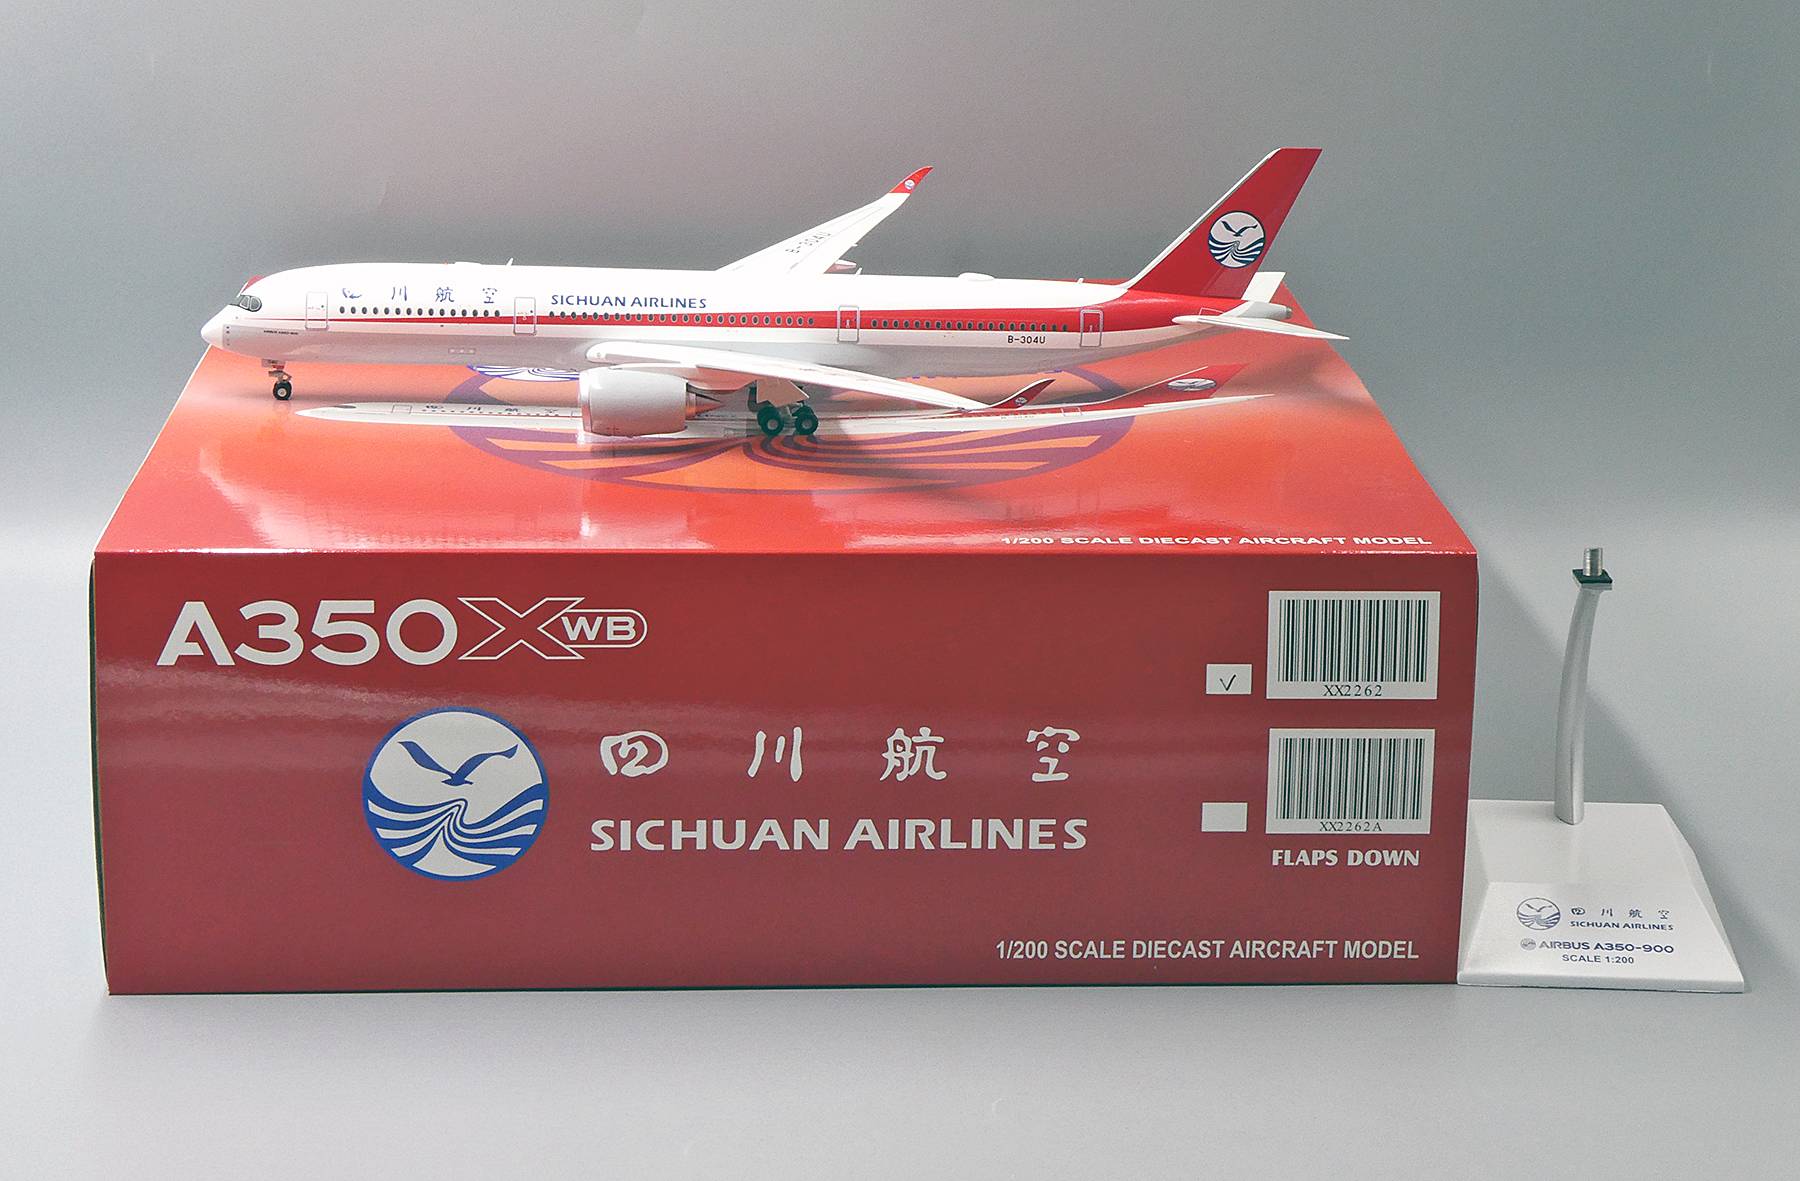 B-304U
四川航空 SICHUAN AIRLINES
B-304U
1/200 SCALE DIECAST AIRCRAFT MODEL
A350XWB
XX2262
四川航空
SICHUAN AIRLINES
XX2262A
FLAPS DOWN
1/200 SCALE DIECAST AIRCRAFT MODEL
四川航空
SICHUAN AIRLINES
AIRBUS A350-900
SCALE 1:200